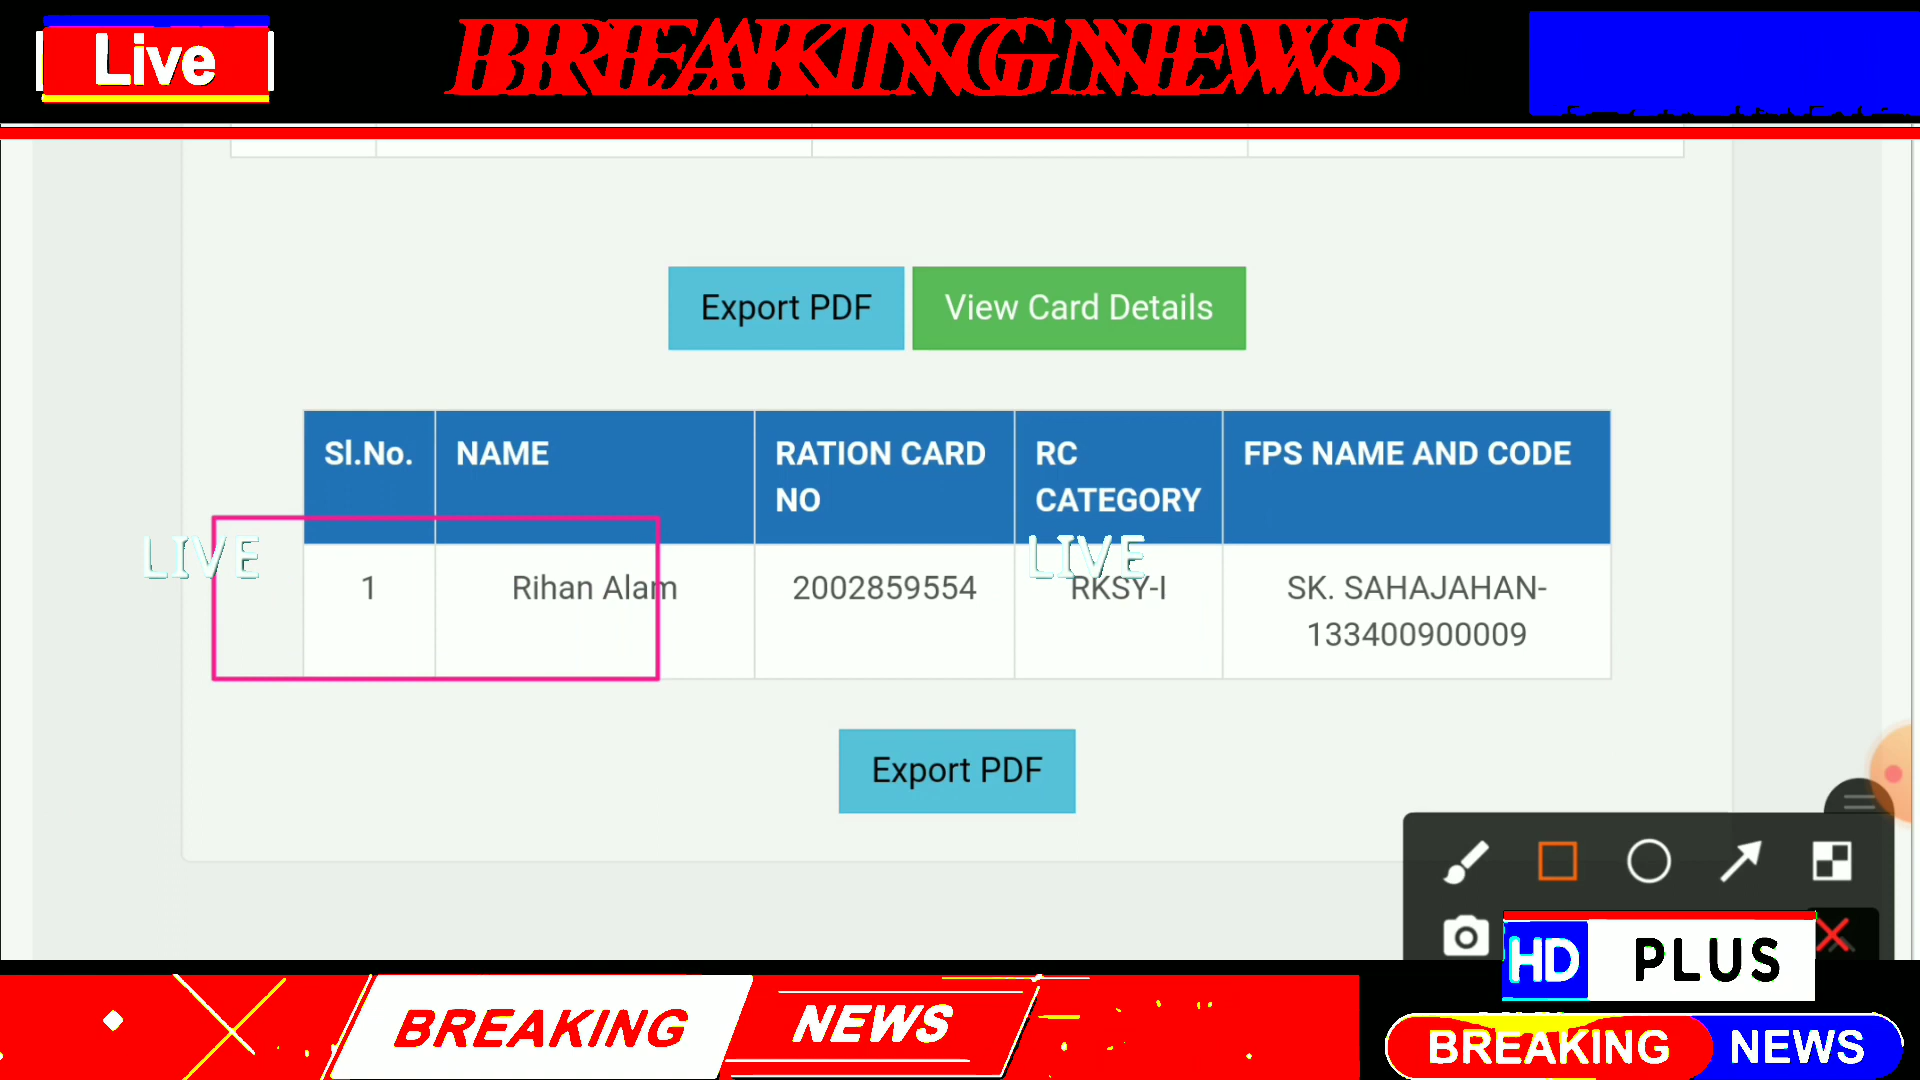 Live
BREAKING NEWS
Export PDF
View Card Details
Sl.No. NAME RATION CARD NO RC CATEGORY FPS NAME AND CODE
1 Rihan Alam 2002859554 RKSY-I SK. SAHAJAHAN-133400900009
LIVE
LIVE
Export PDF
HD PLUS
BREAKING NEWS
BREAKING NEWS